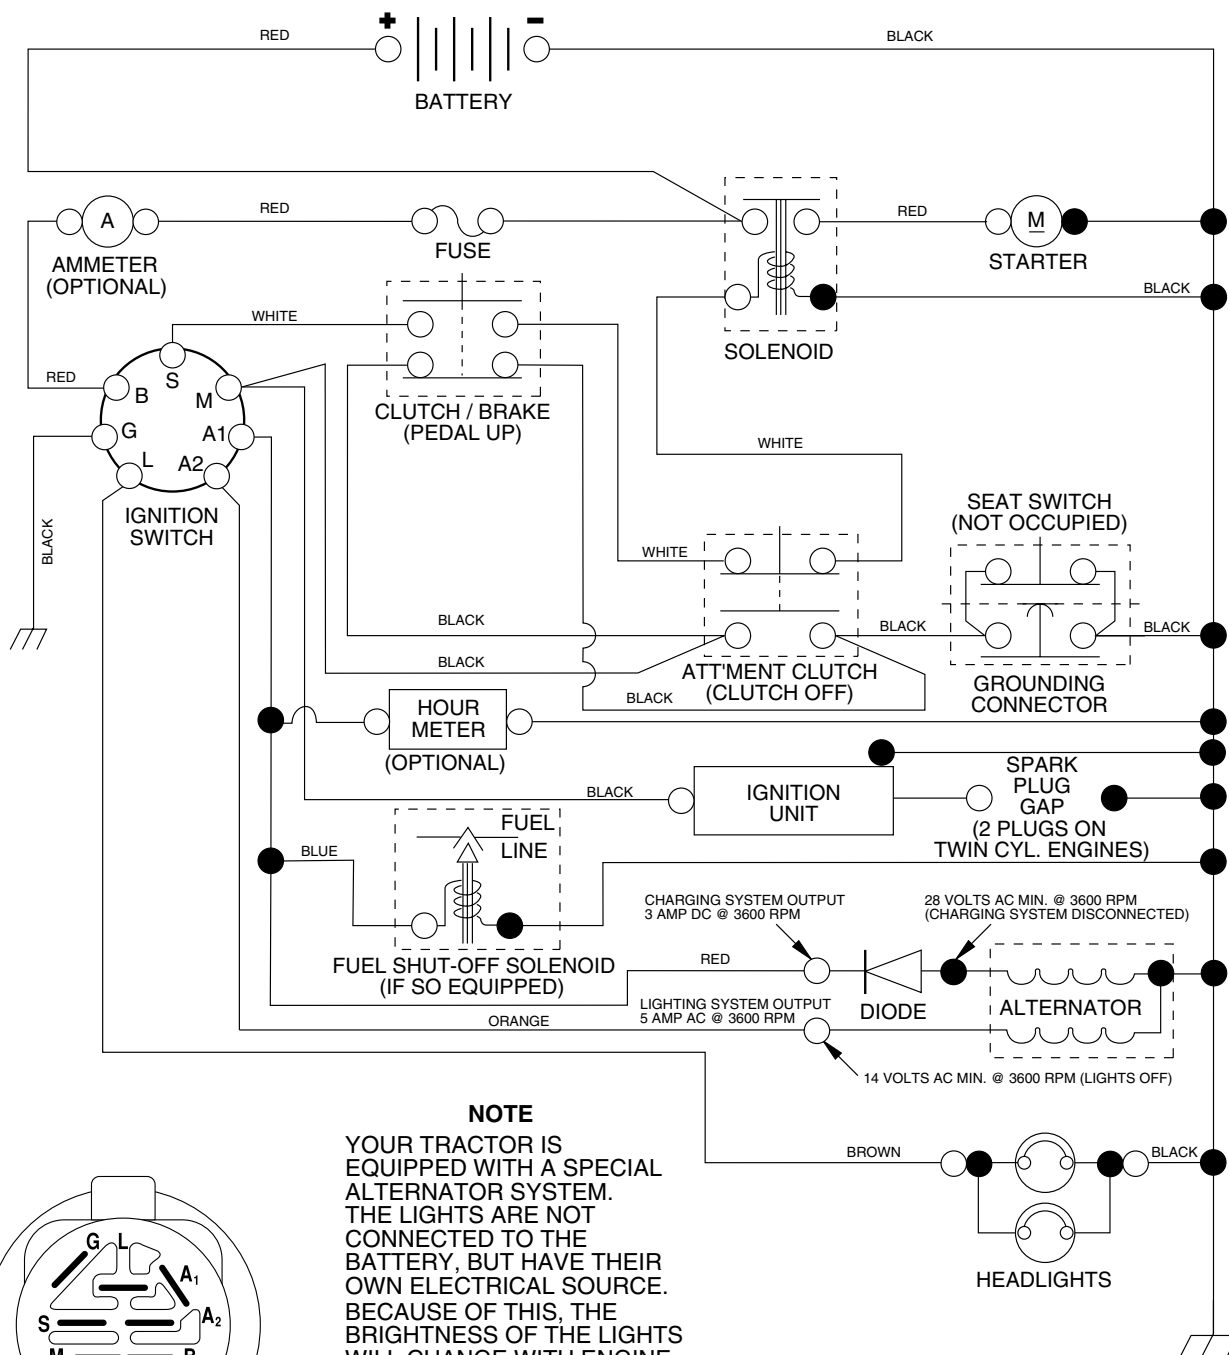 + -
RED
BLACK
BATTERY
RED
A
FUSE
RED
M
AMMETER
(OPTIONAL)
STARTER
BLACK
WHITE
SOLENOID
RED
S
B
M
CLUTCH / BRAKE
(PEDAL UP)
G
A1
WHITE
L
A2
SEAT SWITCH
(NOT OCCUPIED)
IGNITION
SWITCH
BLACK
WHITE
BLACK
BLACK
BLACK
BLACK
ATT'MENT CLUTCH
(CLUTCH OFF)
GROUNDING
CONNECTOR
BLACK
HOUR
METER
(OPTIONAL)
SPARK
PLUG
GAP
(2 PLUGS ON
TWIN CYL. ENGINES)
BLACK
IGNITION
UNIT
FUEL
LINE
BLUE
CHARGING SYSTEM OUTPUT
3 AMP DC @ 3600 RPM
28 VOLTS AC MIN. @ 3600 RPM
(CHARGING SYSTEM DISCONNECTED)
FUEL SHUT-OFF SOLENOID
(IF SO EQUIPPED)
RED
LIGHTING SYSTEM OUTPUT
5 AMP AC @ 3600 RPM
DIODE
ALTERNATOR
ORANGE
14 VOLTS AC MIN. @ 3600 RPM (LIGHTS OFF)
NOTE
YOUR TRACTOR IS
EQUIPPED WITH A SPECIAL
ALTERNATOR SYSTEM.
THE LIGHTS ARE NOT
CONNECTED TO THE
BATTERY, BUT HAVE THEIR
OWN ELECTRICAL SOURCE.
BECAUSE OF THIS, THE
BRIGHTNESS OF THE LIGHTS
WILL CHANGE WITH ENGINE
BROWN
BLACK
HEADLIGHTS
G L
A1
A2
S
M
B